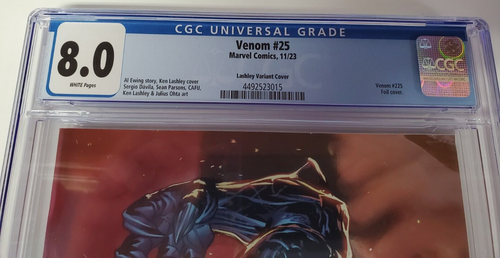 CGC UNIVERSAL GRADE
8.0
WHITE Pages
Venom #25
Marvel Comics, 11/23
Al Ewing story, Ken Lashley cover
Sergio Dávila, Sean Parsons, CAFU,
Ken Lashley & Julius Ohta art
Lashley Variant Cover
4492523015
CGC
Venom #225
Foil cover.